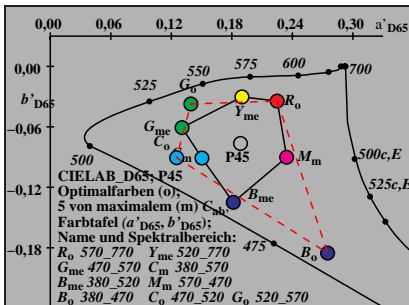 0,00 0,06 0,12 0,18 0,24 0,30 a'D65
0,00
b'D65
−0,06
−0,12
−0,18
525 550 575 600 700
Go
Yme
Ro
Gme
Co
Cm
P45
Mm
500
500c,E
525c,E
Bme
475
Bo
CIELAB_D65; P45
Optimalfarben (o);
5 von maximalem (m) Cab,
Farbtafel (a'D65, b'D65);
Name und Spektralbereich:
Ro 570_770 Yme 520_770
Gme 470_570 Cm 380_570
Bme 380_520 Mm 570_470
Bo 380_470 Co 470_520 Go 520_570